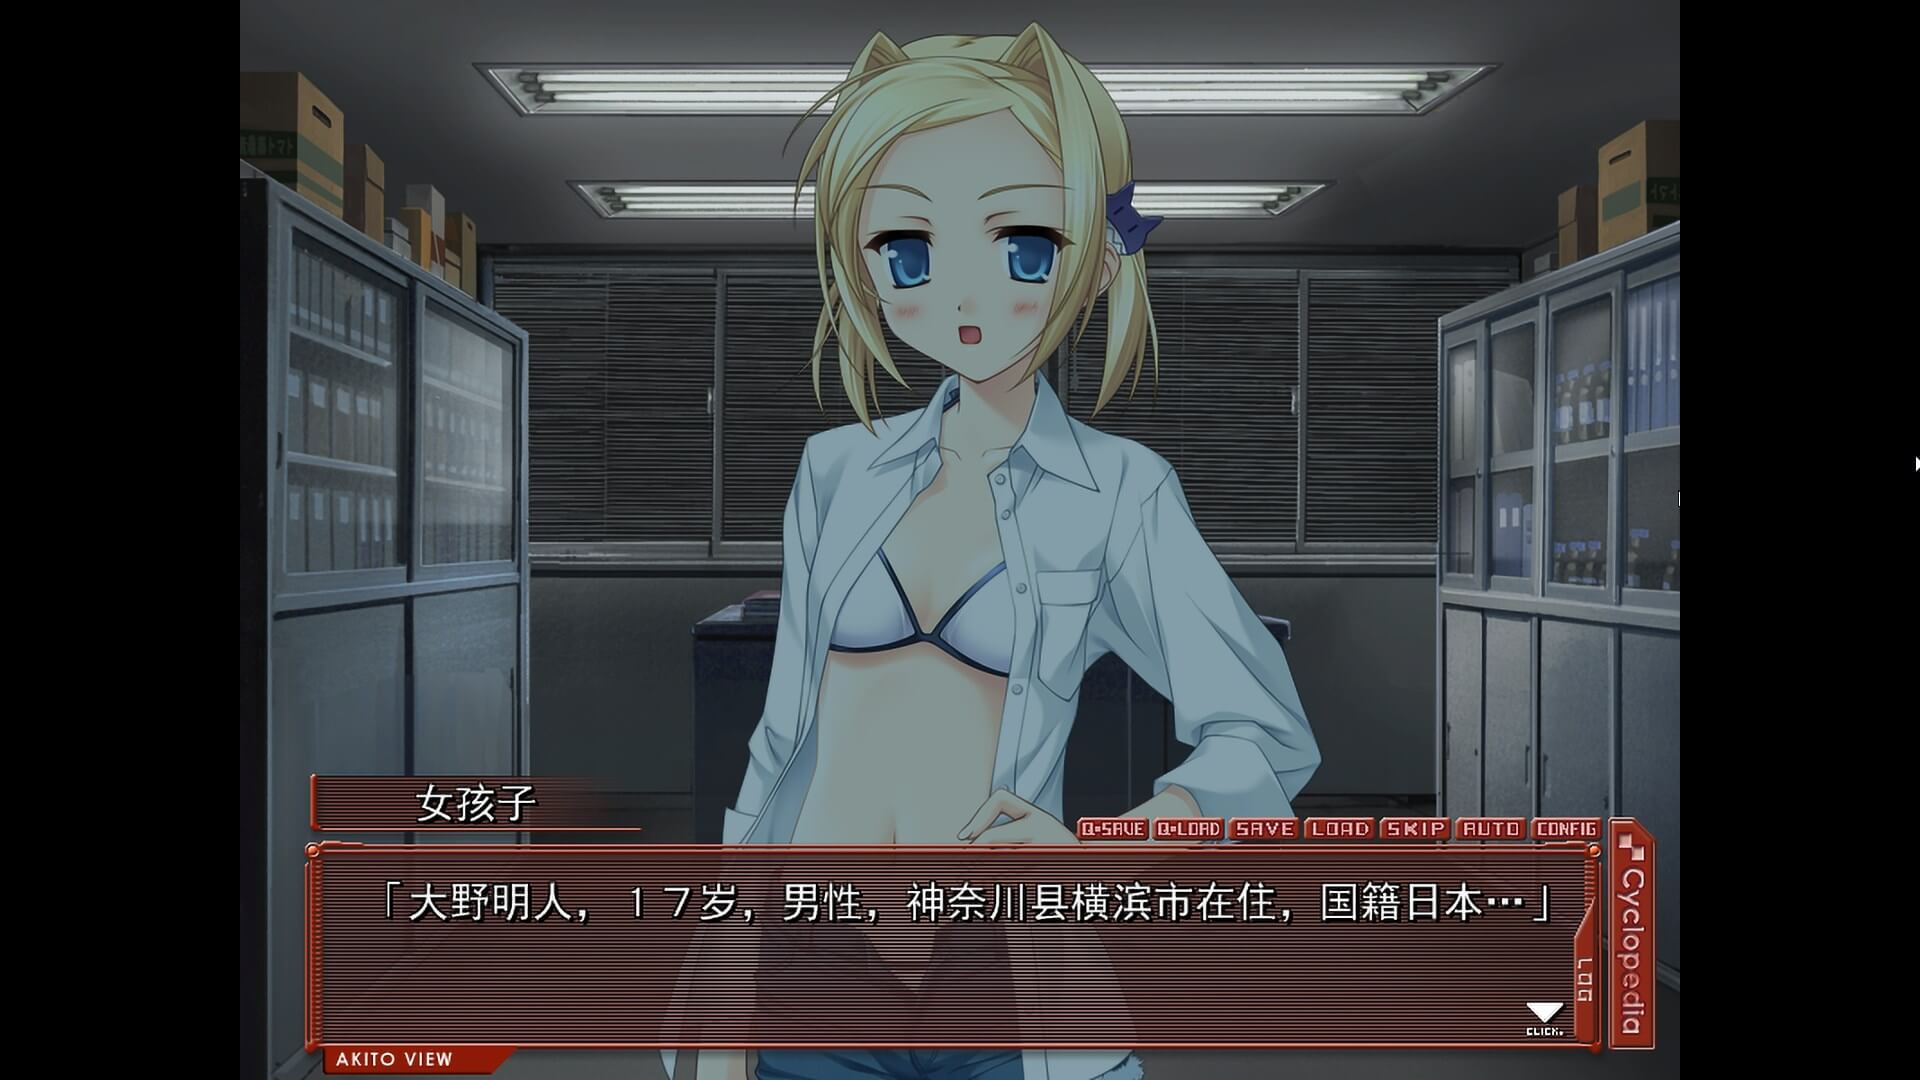 女孩子
Q•SAVE Q•LOAD SAVE LOAD SKIP AUTO CONFIG
「大野明人，１７岁，男性，神奈川县横滨市在住，国籍日本…」
Cyclopedia
LOG
CLICK.
AKITO VIEW